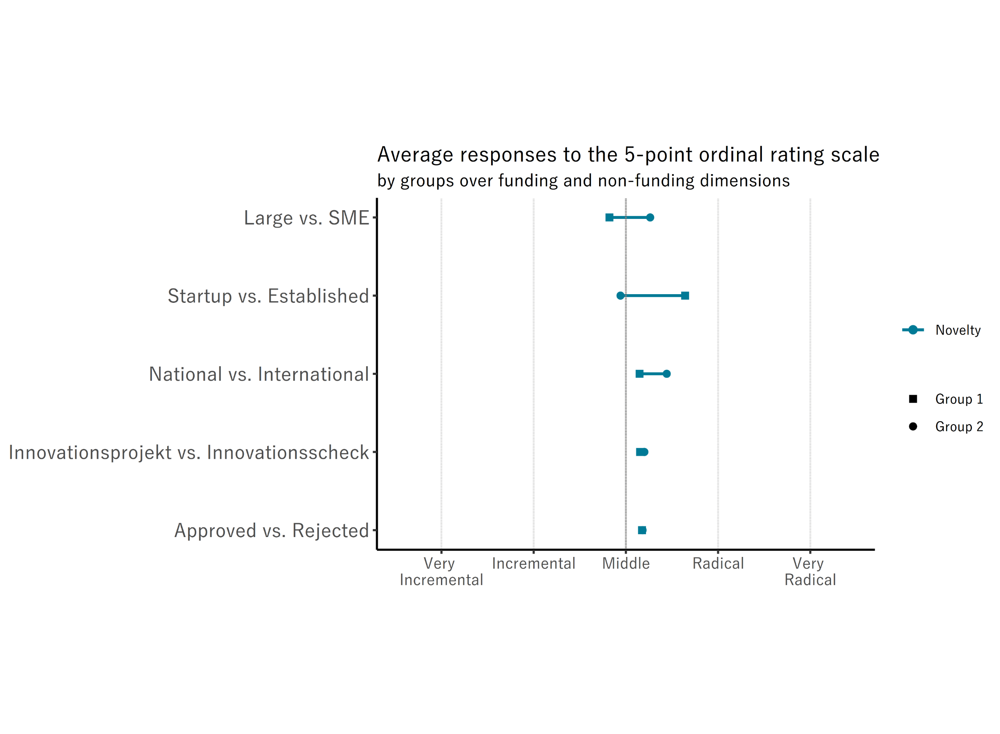 Average responses to the 5-point ordinal rating scale
by groups over funding and non-funding dimensions
Large vs. SME
Startup vs. Established
National vs. International
Innovationsprojekt vs. Innovationsscheck
Approved vs. Rejected
Very
Incremental
Incremental
Middle
Radical
Very
Radical
Novelty
Group 1
Group 2